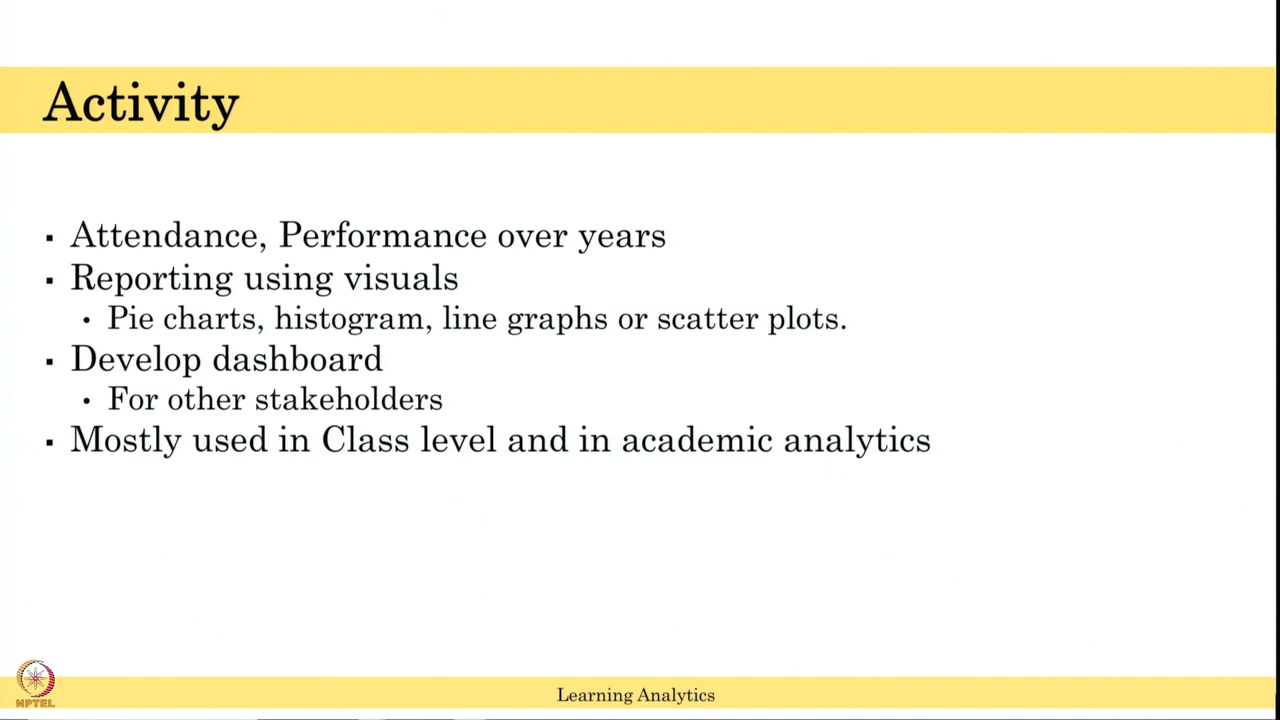 Activity
▪ Attendance, Performance over years
▪ Reporting using visuals
• Pie charts, histogram, line graphs or scatter plots.
▪ Develop dashboard
• For other stakeholders
▪ Mostly used in Class level and in academic analytics
Learning Analytics
NPTEL